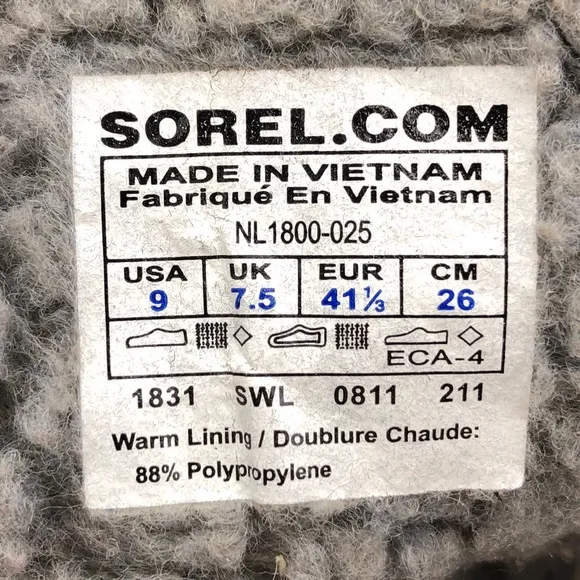 SOREL.COM
MADE IN VIETNAM
Fabriqué En Vietnam
NL1800-025
USA UK EUR CM
9 7.5 41⅓ 26
ECA-4
1831 SWL 0811 211
Warm Lining / Doublure Chaude:
88% Polypropylene